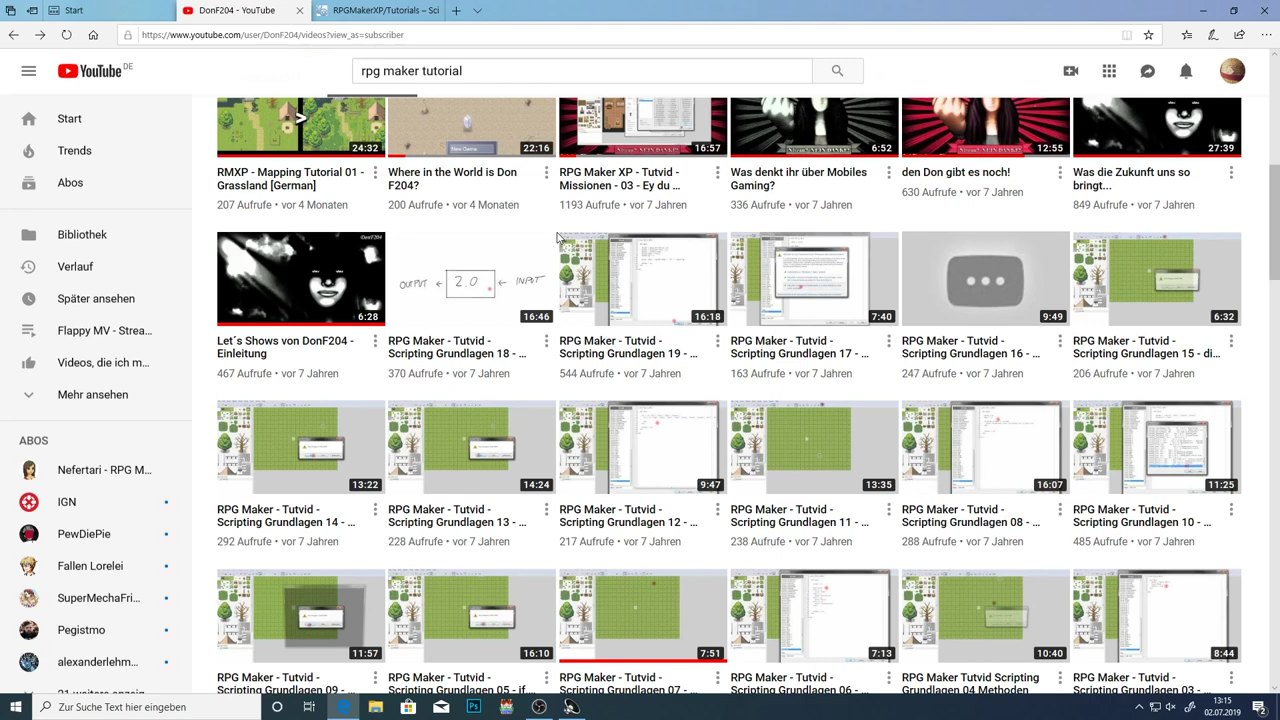 Start
DonF204 - YouTube
RPGMakerXP/Tutorials – Sci
https://www.youtube.com/user/DonF204/videos?view_as=subscriber
YouTube DE
rpg maker tutorial
Start
Trends
Abos
Bibliothek
Verlauf
Später ansehen
Flappy MV - Strea...
Videos, die ich m...
Mehr ansehen
ABOS
Nefertari - RPG M...
IGN
PewDiePie
Fallen Lorelei
SuperMechaFri...
Pegistmo
alexanderlehm...
24:32
22:16
16:57
6:52
12:55
27:39
New Game
RMXP - Mapping Tutorial 01 -
Grassland [German]
207 Aufrufe • vor 4 Monaten
Where in the World is Don
F204?
200 Aufrufe • vor 4 Monaten
RPG Maker XP - Tutvid -
Missionen - 03 - Ey du ...
1193 Aufrufe • vor 7 Jahren
Was denkt ihr über Mobiles
Gaming?
336 Aufrufe • vor 7 Jahren
den Don gibt es noch!
630 Aufrufe • vor 7 Jahren
Was die Zukunft uns so
bringt...
849 Aufrufe • vor 7 Jahren
DonF204
OUTPUT ← 20 ← INPUT
6:28
16:46
16:18
7:40
9:49
6:32
Let´s Shows von DonF204 -
Einleitung
467 Aufrufe • vor 7 Jahren
RPG Maker - Tutvid -
Scripting Grundlagen 18 - ...
370 Aufrufe • vor 7 Jahren
RPG Maker - Tutvid -
Scripting Grundlagen 19 - ...
544 Aufrufe • vor 7 Jahren
RPG Maker - Tutvid -
Scripting Grundlagen 17 - ...
163 Aufrufe • vor 7 Jahren
RPG Maker - Tutvid -
Scripting Grundlagen 16 - ...
247 Aufrufe • vor 7 Jahren
RPG Maker - Tutvid -
Scripting Grundlagen 15 - di...
206 Aufrufe • vor 7 Jahren
13:22
14:24
9:47
13:35
16:07
11:25
RPG Maker - Tutvid -
Scripting Grundlagen 14 - ...
292 Aufrufe • vor 7 Jahren
RPG Maker - Tutvid -
Scripting Grundlagen 13 - ...
228 Aufrufe • vor 7 Jahren
RPG Maker - Tutvid -
Scripting Grundlagen 12 - ...
217 Aufrufe • vor 7 Jahren
RPG Maker - Tutvid -
Scripting Grundlagen 11 - ...
238 Aufrufe • vor 7 Jahren
RPG Maker - Tutvid -
Scripting Grundlagen 08 - ...
288 Aufrufe • vor 7 Jahren
RPG Maker - Tutvid -
Scripting Grundlagen 10 - ...
485 Aufrufe • vor 7 Jahren
11:57
16:10
7:51
7:13
10:40
8:44
RPG Maker - Tutvid -
Scripting Grundlagen 09 - ...
RPG Maker - Tutvid -
Scripting Grundlagen 05 - if...
RPG Maker - Tutvid -
Scripting Grundlagen 07 - ...
RPG Maker - Tutvid -
Scripting Grundlagen 06 - ...
RPG Maker Tutvid Scripting
Grundlagen 04 Methoden
RPG Maker - Tutvid -
Scripting Grundlagen 03 - ...
Zur Suche Text hier eingeben
13:15
02.07.2019
2